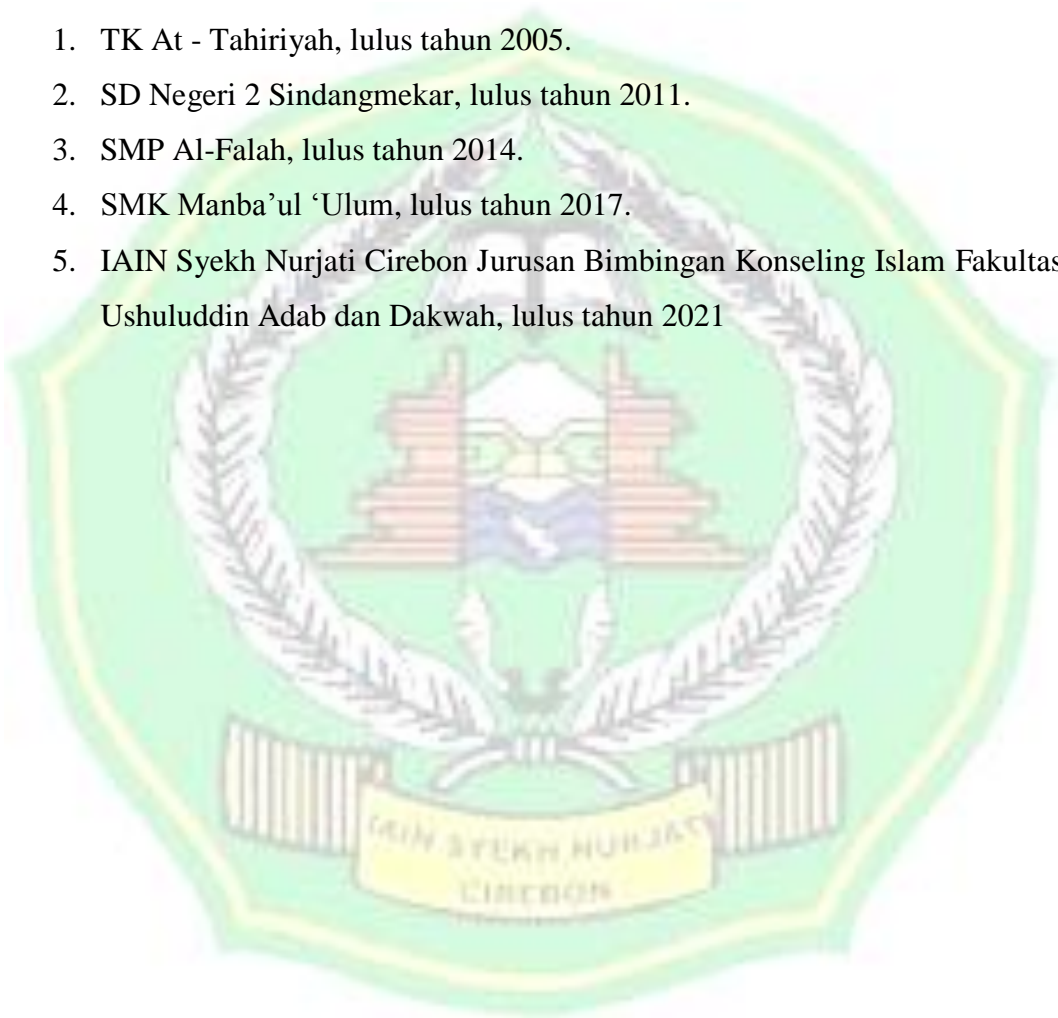 1. TK At - Tahiriyah, lulus tahun 2005.
2. SD Negeri 2 Sindangmekar, lulus tahun 2011.
3. SMP Al-Falah, lulus tahun 2014.
4. SMK Manba’ul ‘Ulum, lulus tahun 2017.
5. IAIN Syekh Nurjati Cirebon Jurusan Bimbingan Konseling Islam Fakultas
Ushuluddin Adab dan Dakwah, lulus tahun 2021
IAIN SYEKH NURJATI
CIREBON